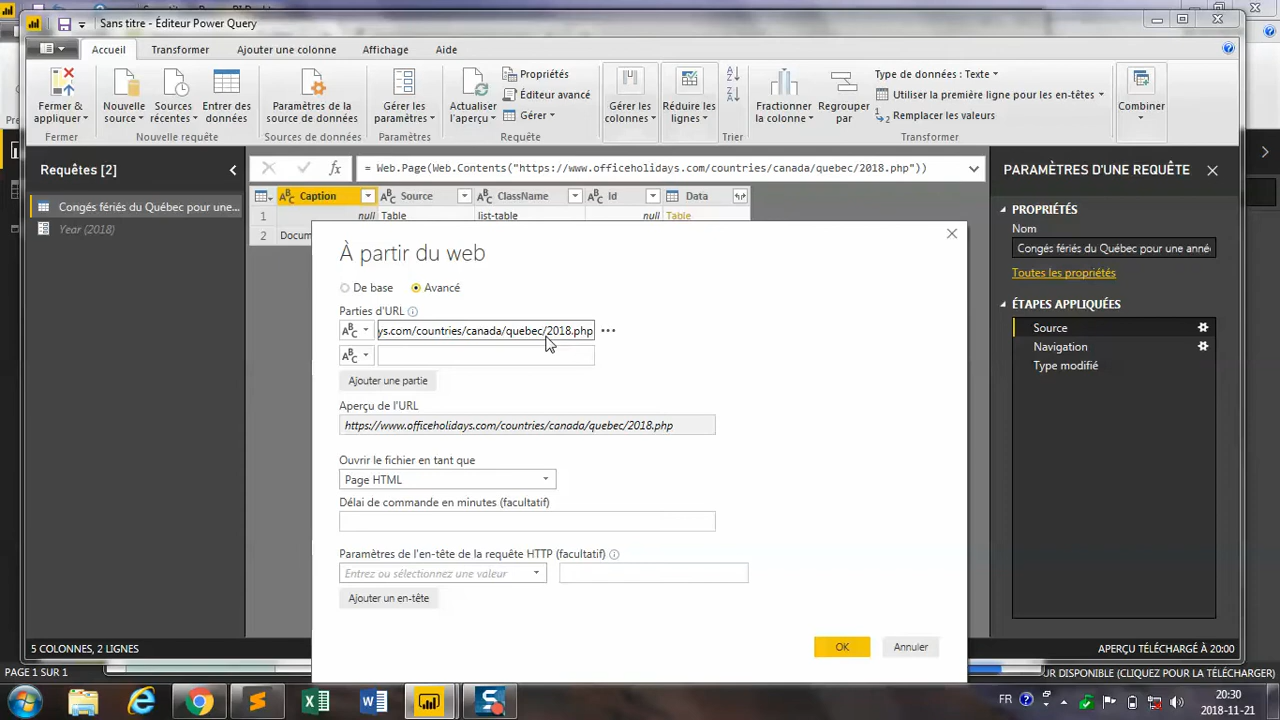 Sans titre - Éditeur Power Query
Accueil Transformer Ajouter une colonne Affichage Aide
Fermer & appliquer
Nouvelle source
Sources récentes
Entrer des données
Paramètres de la source de données
Gérer les paramètres
Actualiser l'aperçu
Propriétés
Éditeur avancé
Gérer
Gérer les colonnes
Réduire les lignes
Fractionner la colonne
Regrouper par
Type de données : Texte
Utiliser la première ligne pour les en-têtes
Remplacer les valeurs
Combiner
Fermer Nouvelle requête Sources de données Paramètres Requête Trier Transformer
Requêtes [2]
Congés fériés du Québec pour une...
Year (2018)
= Web.Page(Web.Contents("https://www.officeholidays.com/countries/canada/quebec/2018.php"))
Caption Source ClassName Id Data
1 null Table list-table null Table
2 Docum
À partir du web
De base Avancé
Parties d'URL
ys.com/countries/canada/quebec/2018.php
Ajouter une partie
Aperçu de l'URL
https://www.officeholidays.com/countries/canada/quebec/2018.php
Ouvrir le fichier en tant que
Page HTML
Délai de commande en minutes (facultatif)
Paramètres de l'en-tête de la requête HTTP (facultatif)
Entrez ou sélectionnez une valeur
Ajouter un en-tête
OK Annuler
PARAMÈTRES D'UNE REQUÊTE
PROPRIÉTÉS
Nom
Congés fériés du Québec pour une anné
Toutes les propriétés
ÉTAPES APPLIQUÉES
Source
Navigation
Type modifié
5 COLONNES, 2 LIGNES
APERÇU TÉLÉCHARGÉ À 20:00
PAGE 1 SUR 1
UR DISPONIBLE (CLIQUEZ POUR LA TÉLÉCHARGER)
FR
20:30
2018-11-21